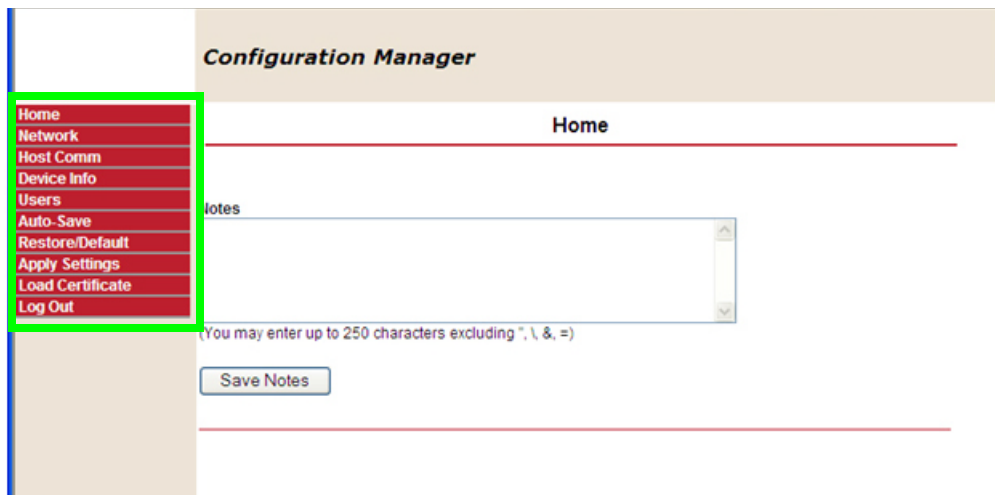 Configuration Manager
Home
Network
Host Comm
Device Info
Users
Auto-Save
Restore/Default
Apply Settings
Load Certificate
Log Out
Home
Notes
(You may enter up to 250 characters excluding ", \, &, =)
Save Notes